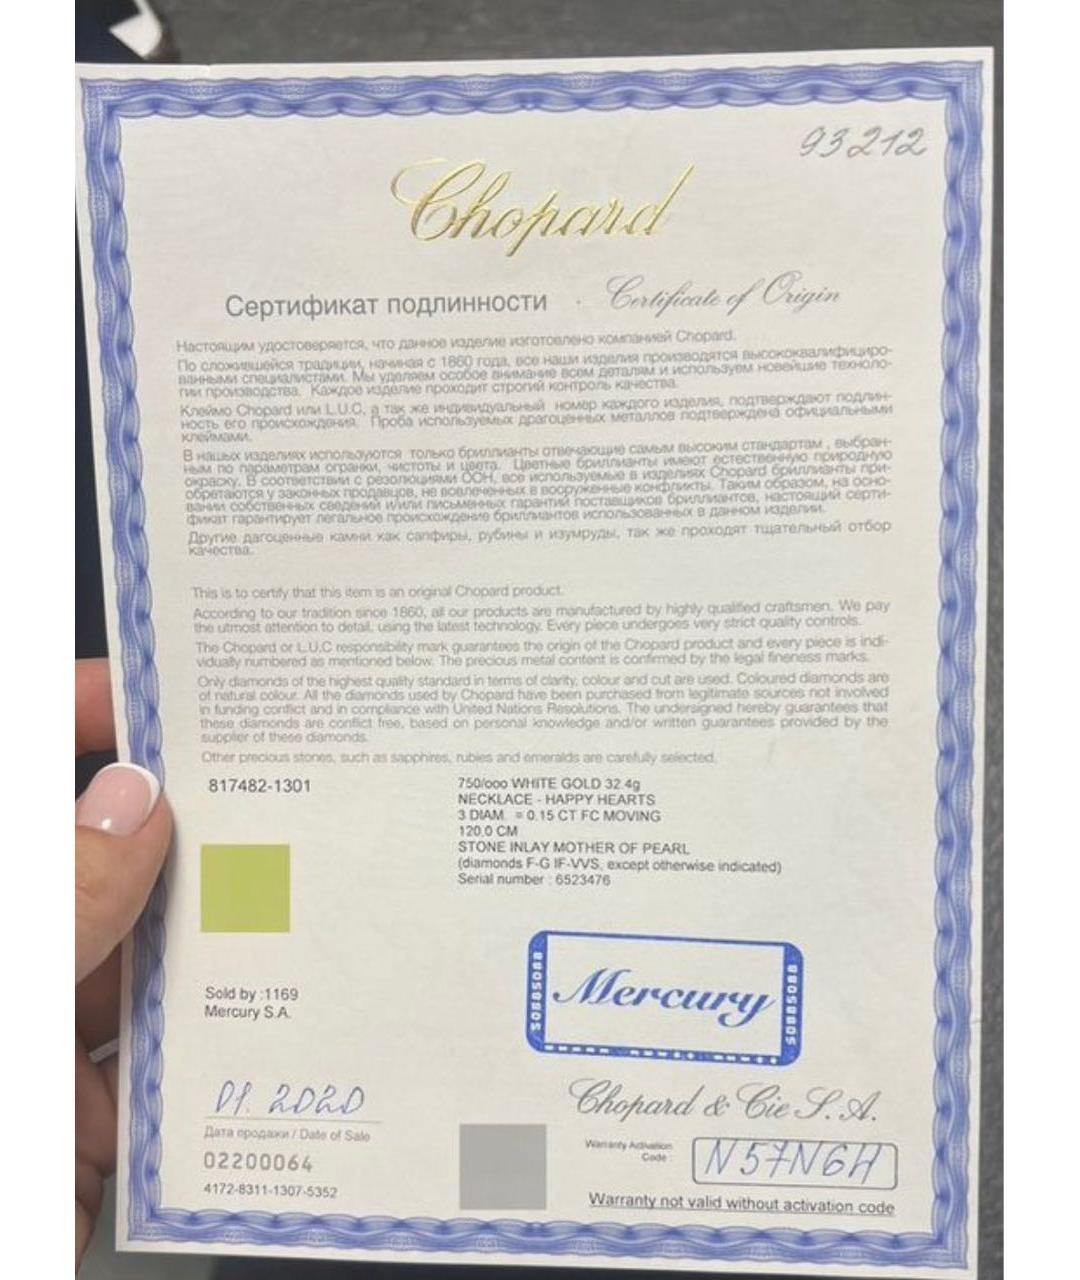 93212
Chopard
Сертификат подлинности · Certificate of Origin
Настоящим удостоверяется, что данное изделие изготовлено компанией Chopard.
По сложившейся традиции, начиная с 1860 года, все наши изделия производятся высококвалифициро-
ванными специалистами. Мы уделяем особое внимание всем деталям и используем новейшие техноло-
гии производства. Каждое изделие проходит строгий контроль качества.
Клеймо Chopard или L.U.C, а так же индивидуальный номер каждого изделия, подтверждают подлин-
ность его происхождения. Проба используемых драгоценных металлов подтверждена официальными
клеймами.
В наших изделиях используются только бриллианты отвечающие самым высоким стандартам , выбран-
ным по параметрам огранки, чистоты и цвета. Цветные бриллианты имеют естественную природную
окраску. В соответствии с резолюциями ООН, все используемые в изделиях Chopard бриллианты при-
обретаются у законных продавцов, не вовлеченных в вооруженные конфликты. Таким образом, на осно-
вании собственных сведений и/или письменных гарантий поставщиков бриллиантов, настоящий серти-
фикат гарантирует легальное происхождение бриллиантов использованных в данном изделии.
Другие дагоценные камни как сапфиры, рубины и изумруды, так же проходят тщательный отбор
качества.
This is to certify that this item is an original Chopard product.
According to our tradition since 1860, all our products are manufactured by highly qualified craftsmen. We pay
the utmost attention to detail, using the latest technology. Every piece undergoes very strict quality controls.
The Chopard or L.U.C responsibility mark guarantees the origin of the Chopard product and every piece is indi-
vidually numbered as mentioned below. The precious metal content is confirmed by the legal fineness marks.
Only diamonds of the highest quality standard in terms of clarity, colour and cut are used. Coloured diamonds are
of natural colour. All the diamonds used by Chopard have been purchased from legitimate sources not involved
in funding conflict and in compliance with United Nations Resolutions. The undersigned hereby guarantees that
these diamonds are conflict free, based on personal knowledge and/or written guarantees provided by the
supplier of these diamonds.
Other precious stones, such as sapphires, rubies and emeralds are carefully selected.
817482-1301
750/ooo WHITE GOLD 32.4g
NECKLACE - HAPPY HEARTS
3 DIAM. = 0.15 CT FC MOVING
120.0 CM
STONE INLAY MOTHER OF PEARL
(diamonds F-G IF-VVS, except otherwise indicated)
Serial number : 6523476
Mercury
Sold by :1169
Mercury S.A.
01.2020
Дата продажи / Date of Sale
02200064
4172-8311-1307-5352
Chopard & Cie S.A.
Warranty Activation
Code :
N57N6H
Warranty not valid without activation code